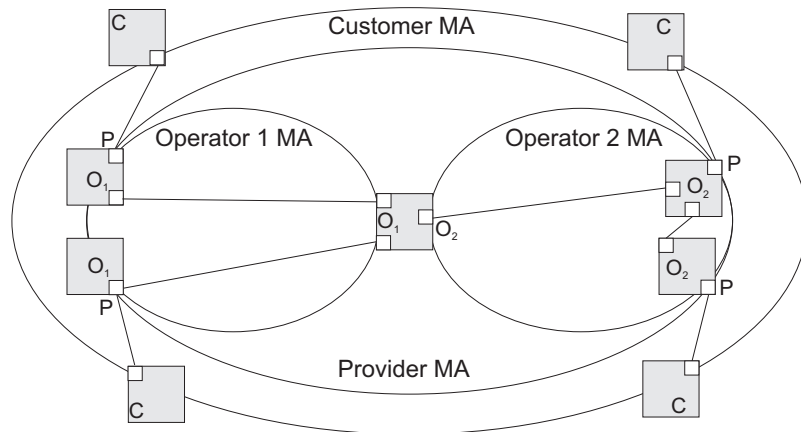 C
Customer MA
C
P
Operator 1 MA
Operator 2 MA
P
O₁
O₂
O₁
O₂
O₁
O₂
P
P
Provider MA
C
C